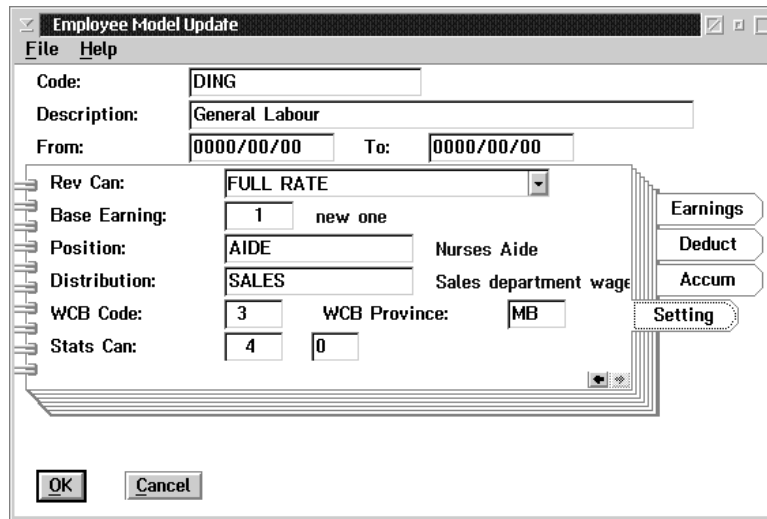 Employee Model Update
File Help
Code: DING
Description: General Labour
From: 0000/00/00 To: 0000/00/00
Rev Can: FULL RATE
Base Earning: 1 new one
Position: AIDE Nurses Aide
Distribution: SALES Sales department wage
WCB Code: 3 WCB Province: MB
Stats Can: 4 0
Earnings
Deduct
Accum
Setting
OK Cancel